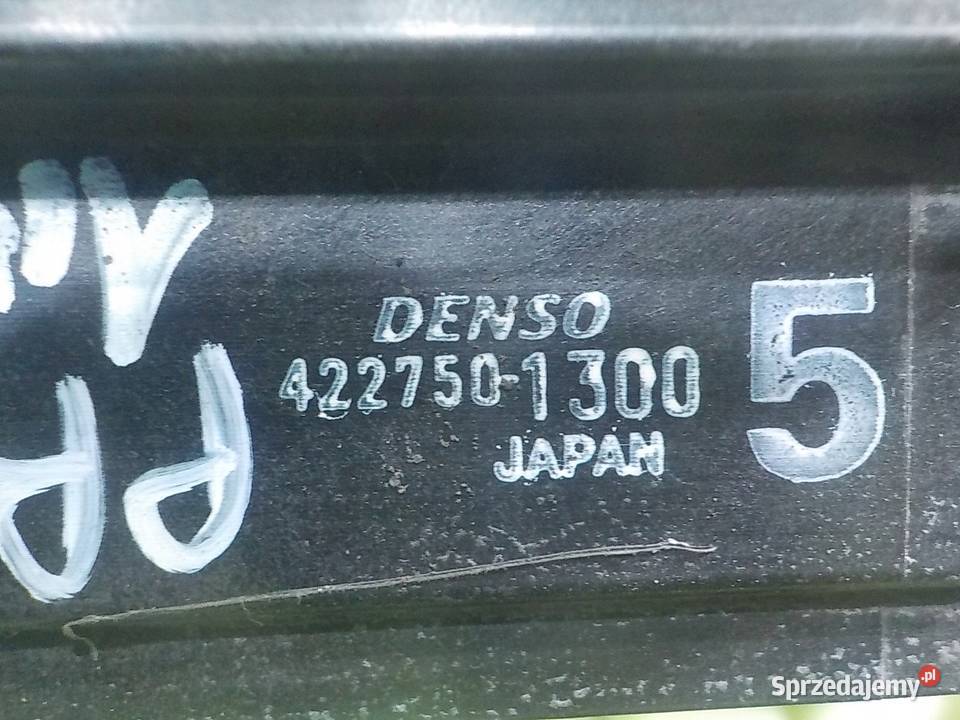 DENSO
422750-1300
JAPAN
5
Sprzedajemy.pl